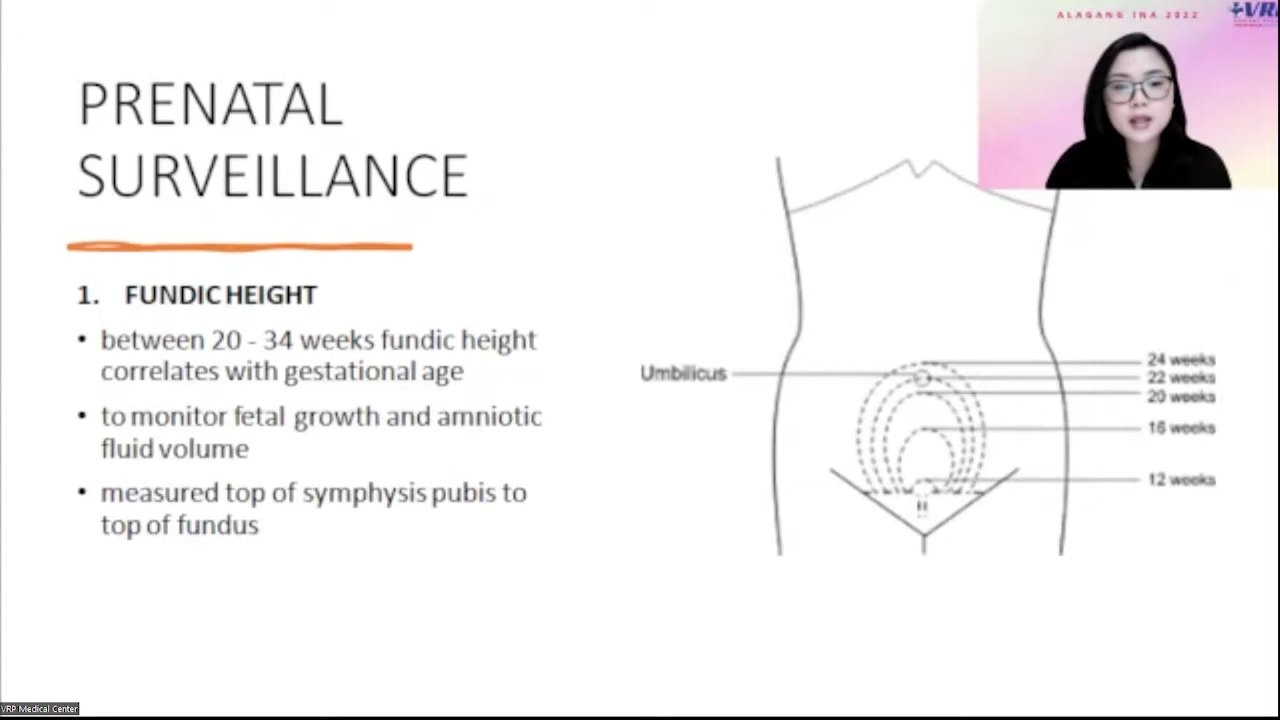 ALAGANG INA 2022
VRP
PRENATAL
SURVEILLANCE
1. FUNDIC HEIGHT
• between 20 - 34 weeks fundic height
correlates with gestational age
• to monitor fetal growth and amniotic
fluid volume
• measured top of symphysis pubis to
top of fundus
Umbilicus
24 weeks
22 weeks
20 weeks
16 weeks
12 weeks
VRP Medical Center